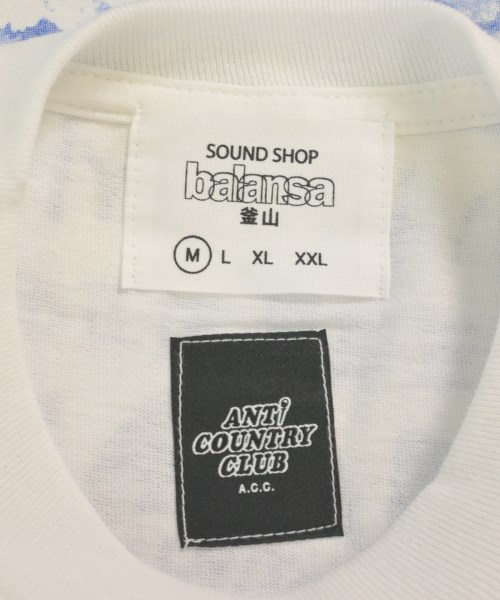 SOUND SHOP
balansa
釜山
M L XL XXL
ANTi
COUNTRY
CLUB
A.C.C.